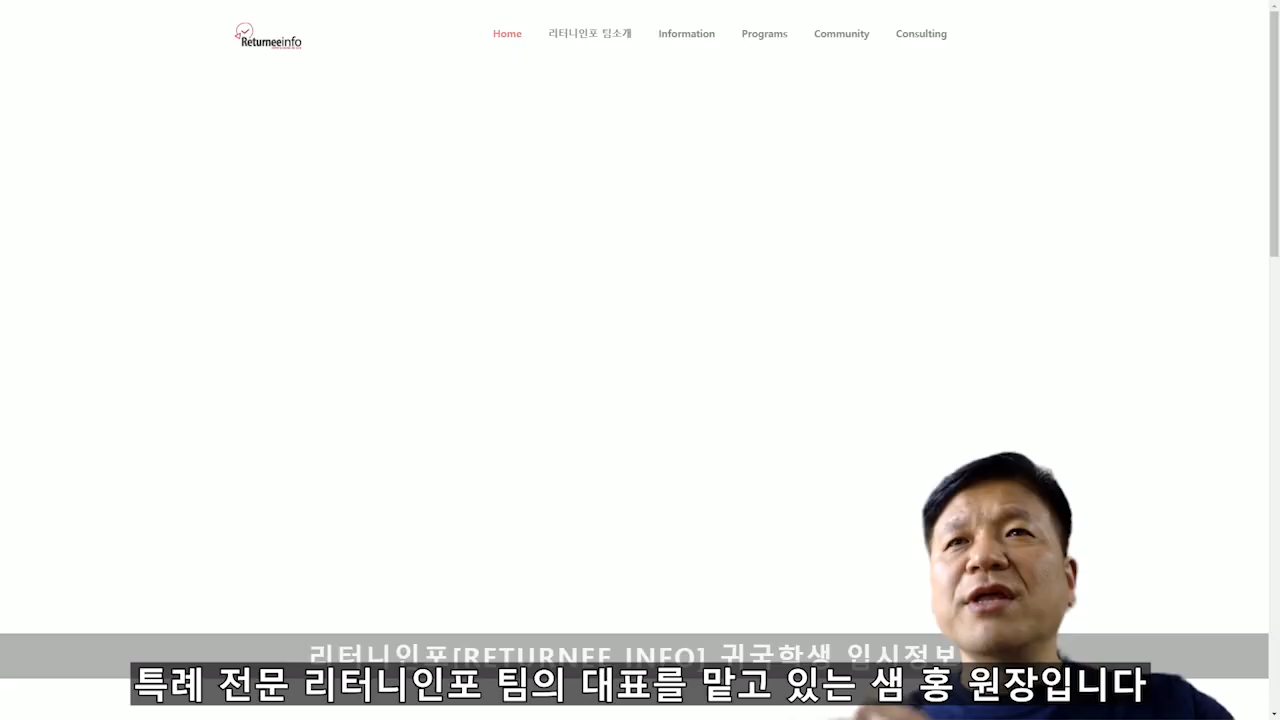 Returneeinfo
Home 리터니인포 팀소개 Information Programs Community Consulting
리터니인포[RETURNEE INFO] 귀국학생 입시정보
특례 전문 리터니인포 팀의 대표를 맡고 있는 샘 홍 원장입니다